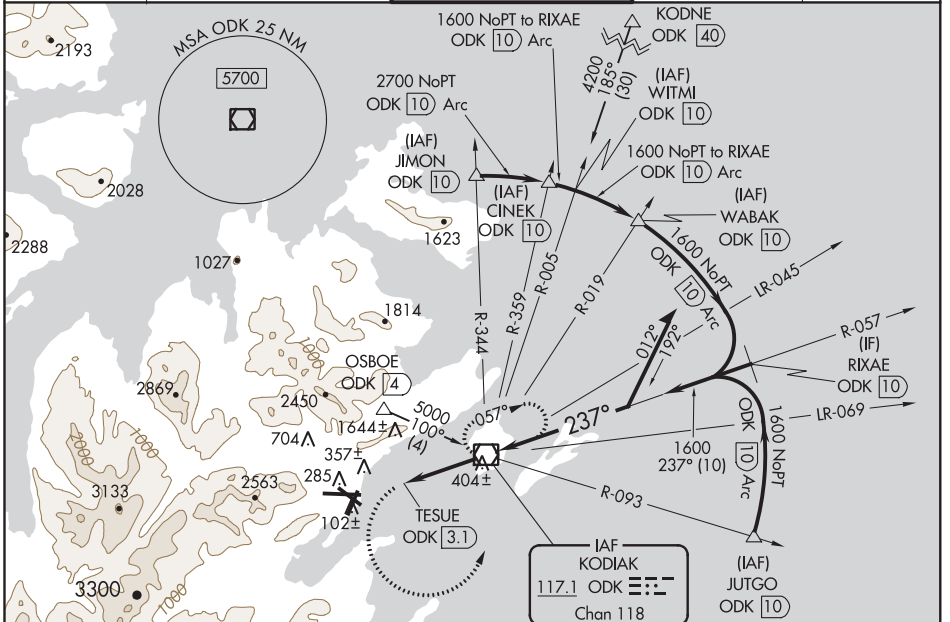 MSA ODK 25 NM
5700
2193
2028
2288
1027
1623
1814
2869
2450
1000
2000
1000
3133
2563
3300
1000
704
1644±
357±
285
102±
404±
1600 NoPT to RIXAE
ODK 10 Arc
KODNE
ODK 40
4200
185°
(30)
2700 NoPT
ODK 10 Arc
(IAF)
WITMI
ODK 10
(IAF)
JIMON
ODK 10
(IAF)
CINEK
ODK 10
1600 NoPT to RIXAE
ODK 10 Arc
(IAF)
WABAK
ODK 10
1600 NoPT
ODK 10 Arc
LR-045
R-344
R-359
R-005
R-019
012°
192°
R-057
(IF)
RIXAE
ODK 10
LR-069
OSBOE
ODK 4
5000
100°
(4)
057°
237°
1600
237° (10)
ODK 10 Arc
1600 NoPT
R-093
TESUE
ODK 3.1
IAF
KODIAK
117.1 ODK
Chan 118
(IAF)
JUTGO
ODK 10